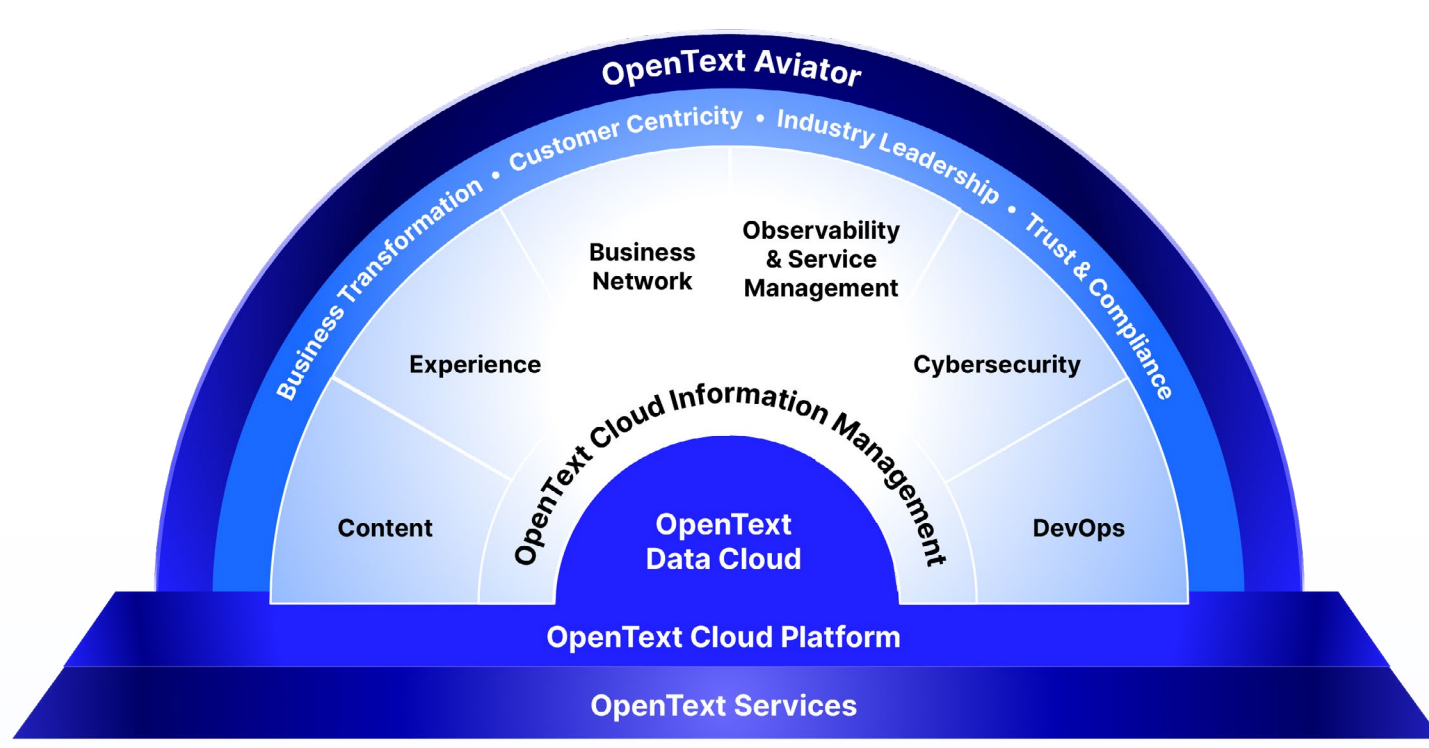 OpenText Aviator
Business Transformation • Customer Centricity • Industry Leadership • Trust & Compliance
Business
Network
Observability
& Service
Management
Experience
Cybersecurity
Content
DevOps
OpenText Cloud Information Management
OpenText
Data Cloud
OpenText Cloud Platform
OpenText Services